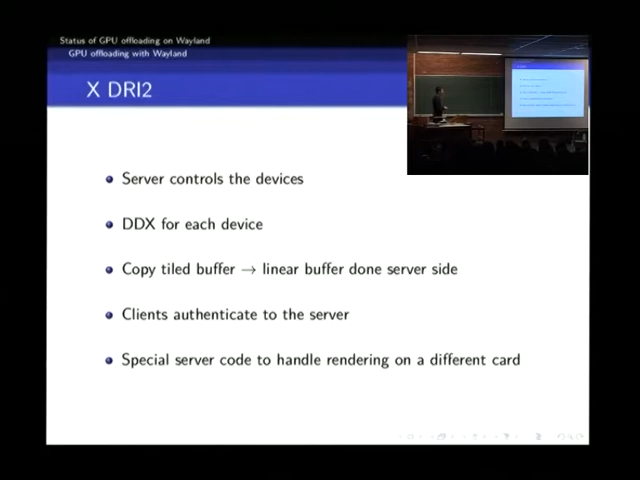 Status of GPU offloading on Wayland
GPU offloading with Wayland
X DRI2
Server controls the devices
DDX for each device
Copy tiled buffer → linear buffer done server side
Clients authenticate to the server
Special server code to handle rendering on a different card